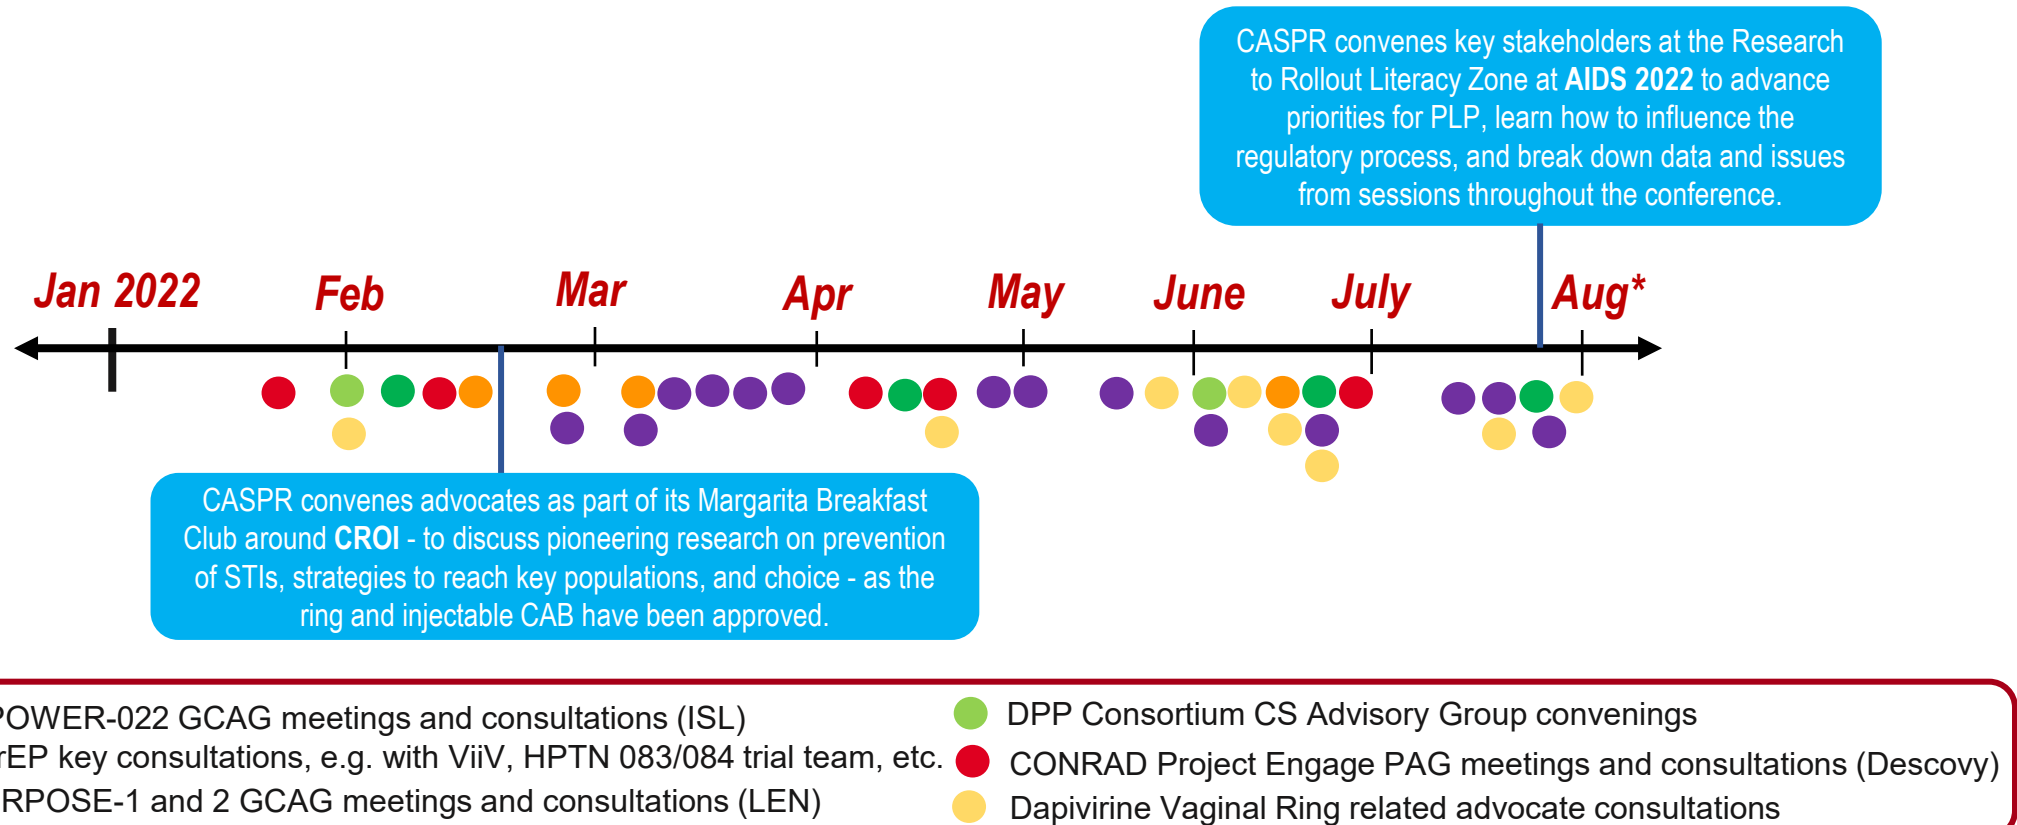 CASPR convenes key stakeholders at the Research
to Rollout Literacy Zone at AIDS 2022 to advance
priorities for PLP, learn how to influence the
regulatory process, and break down data and issues
from sessions throughout the conference.
Jan 2022
Feb
Mar
Apr
May
June
July
Aug*
CASPR convenes advocates as part of its Margarita Breakfast
Club around CROI - to discuss pioneering research on prevention
of STIs, strategies to reach key populations, and choice - as the
ring and injectable CAB have been approved.
POWER-022 GCAG meetings and consultations (ISL)
rEP key consultations, e.g. with ViiV, HPTN 083/084 trial team, etc.
RPOSE-1 and 2 GCAG meetings and consultations (LEN)
DPP Consortium CS Advisory Group convenings
CONRAD Project Engage PAG meetings and consultations (Descovy)
Dapivirine Vaginal Ring related advocate consultations